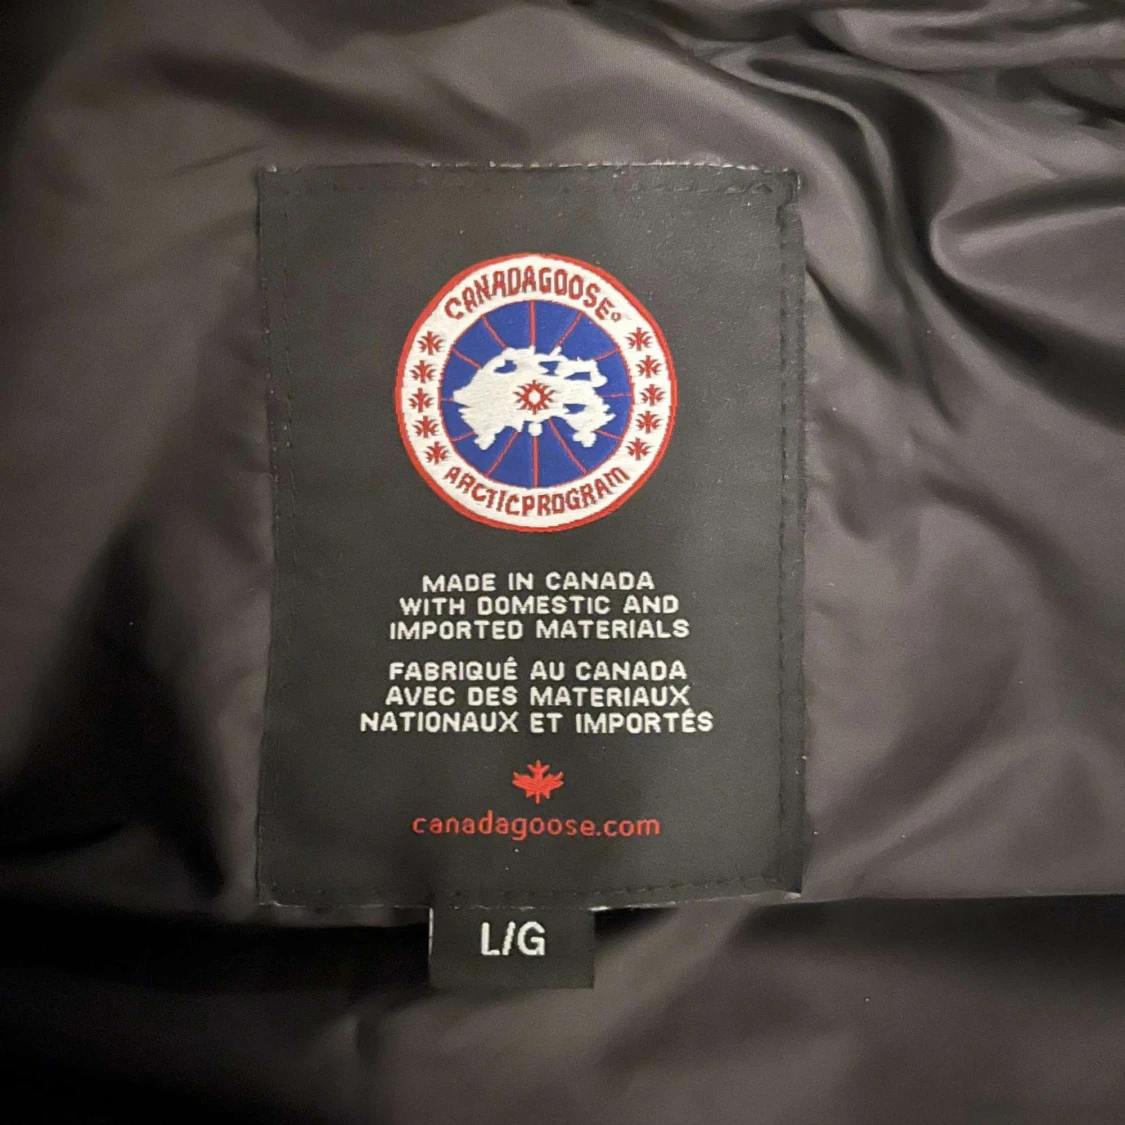 CANADAGOOSE®
ARCTICPROGRAM
MADE IN CANADA
WITH DOMESTIC AND
IMPORTED MATERIALS
FABRIQUÉ AU CANADA
AVEC DES MATERIAUX
NATIONAUX ET IMPORTÉS
canadagoose.com
L/G